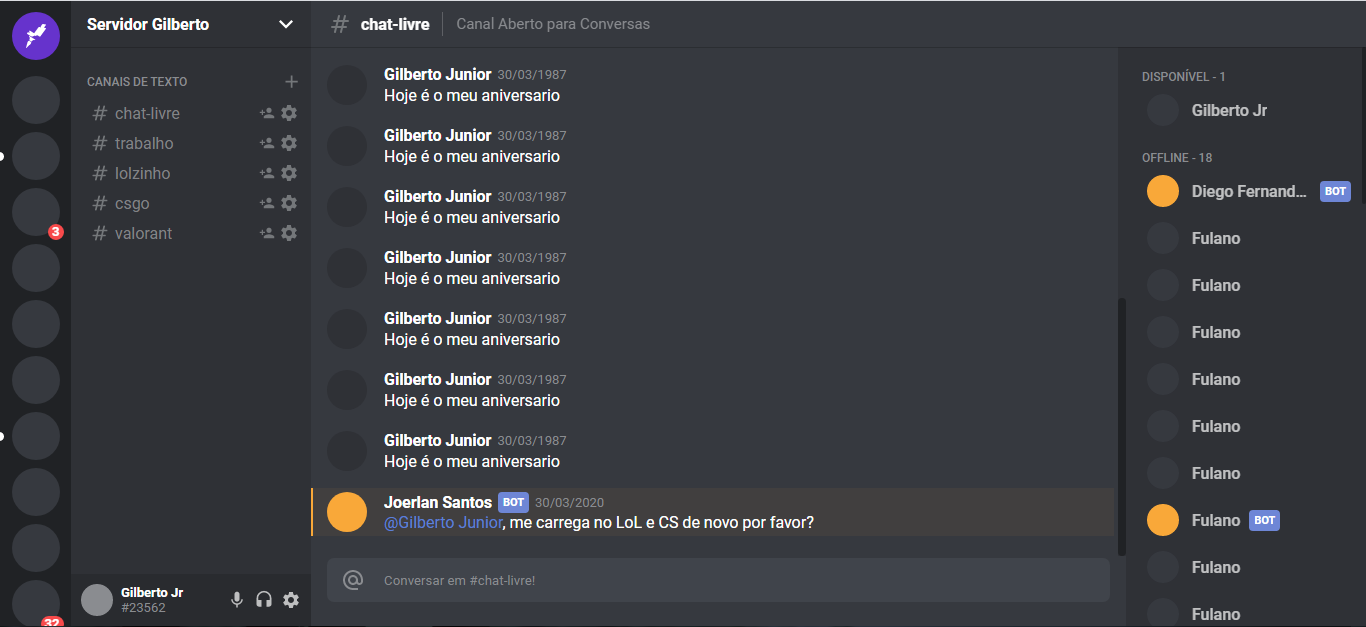 Servidor Gilberto
CANAIS DE TEXTO
# chat-livre
# trabalho
# lolzinho
# csgo
# valorant
3
32
Gilberto Jr
#23562
# chat-livre
Canal Aberto para Conversas
Gilberto Junior 30/03/1987
Hoje é o meu aniversario
Gilberto Junior 30/03/1987
Hoje é o meu aniversario
Gilberto Junior 30/03/1987
Hoje é o meu aniversario
Gilberto Junior 30/03/1987
Hoje é o meu aniversario
Gilberto Junior 30/03/1987
Hoje é o meu aniversario
Gilberto Junior 30/03/1987
Hoje é o meu aniversario
Gilberto Junior 30/03/1987
Hoje é o meu aniversario
Joerlan Santos BOT 30/03/2020
@Gilberto Junior, me carrega no LoL e CS de novo por favor?
@ Conversar em #chat-livre!
DISPONÍVEL - 1
Gilberto Jr
OFFLINE - 18
Diego Fernand... BOT
Fulano
Fulano
Fulano
Fulano
Fulano
Fulano
Fulano BOT
Fulano
Fulano